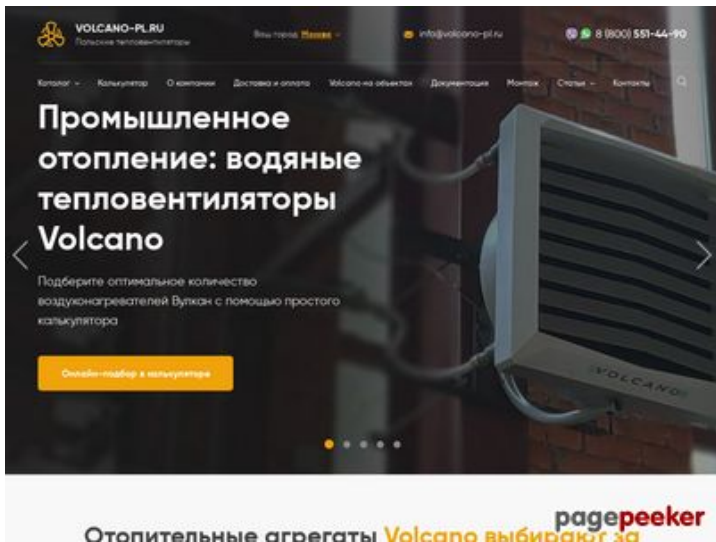 VOLCANO-PL.RU
Польские тепловентиляторы
Ваш город: Москва
info@volcano-pl.ru
8 (800) 551-44-90
Каталог
Калькулятор
О компании
Доставка и оплата
Volcano на объектах
Документация
Монтаж
Статьи
Контакты
Промышленное
отопление: водяные
тепловентиляторы
Volcano
Подберите оптимальное количество
воздухонагревателей Вулкан с помощью простого
калькулятора
Онлайн-подбор в калькуляторе
VOLCANO
Отопительные агрегаты Volcano выбирают за
pagepeeker